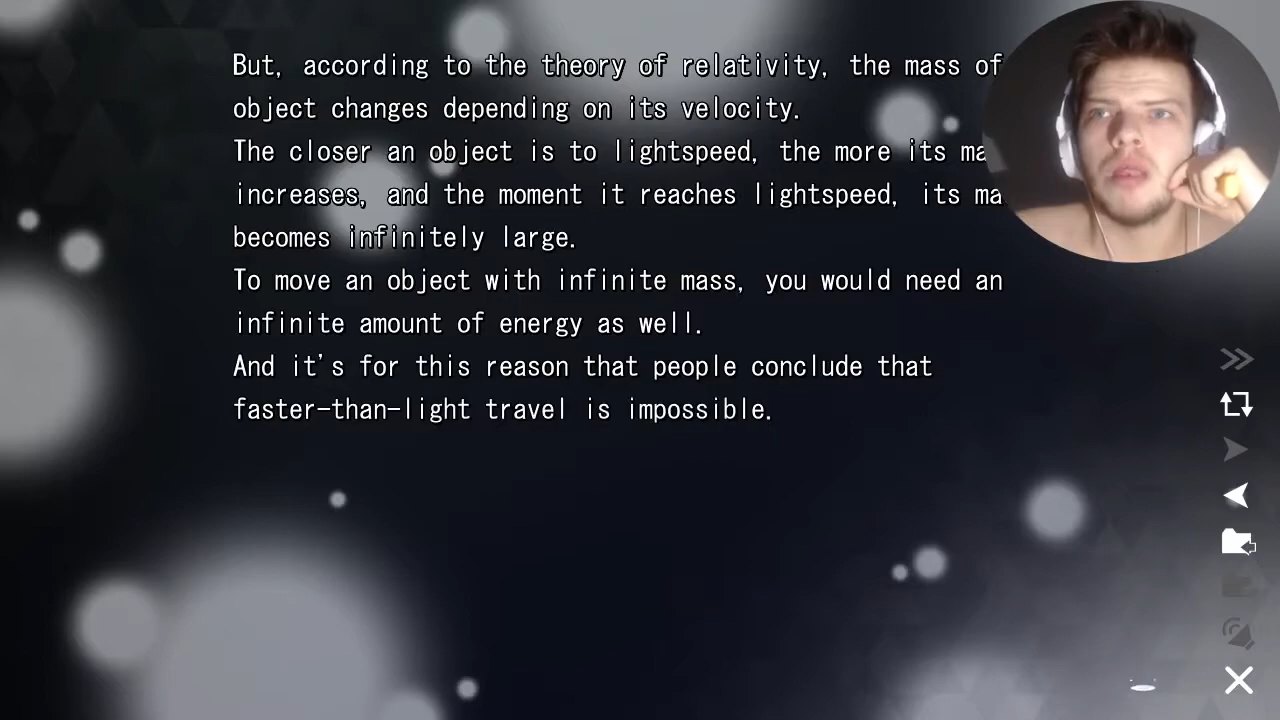 But, according to the theory of relativity, the mass of
object changes depending on its velocity.
The closer an object is to lightspeed, the more its
increases, and the moment it reaches lightspeed, its
becomes infinitely large.
To move an object with infinite mass, you would need an
infinite amount of energy as well.
And it's for this reason that people conclude that
faster-than-light travel is impossible.